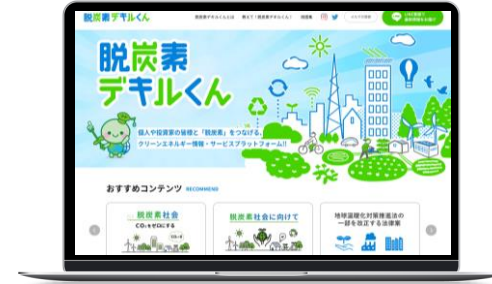 脱炭素デキルくん
脱炭素デキルくんとは 教えて！脱炭素デキルくん！
脱炭素
デキルくん
個人や投資家の皆様と「脱炭素」をつなげる、
クリーンエネルギー情報・サービスプラットフォーム!!
おすすめコンテンツ RECOMMEND
脱炭素社会
CO₂をゼロにする
脱炭素社会に向けて
地球温暖化対策推進法の
一部を改正する法律案